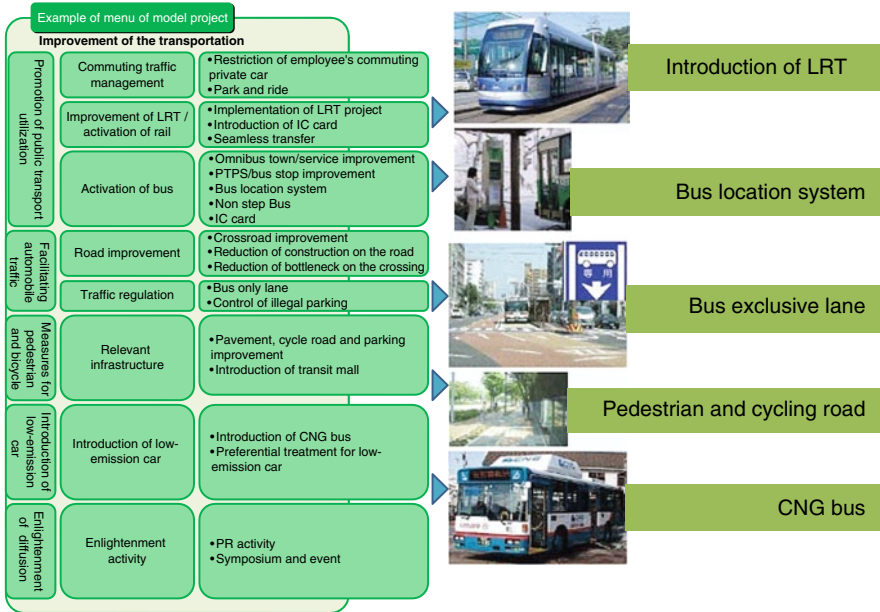 Example of menu of model project
Improvement of the transportation
Promotion of public transport
utilization
Commuting traffic
management
•Restriction of employee's commuting
private car
•Park and ride
Improvement of LRT /
activation of rail
•Implementation of LRT project
•Introduction of IC card
•Seamless transfer
Activation of bus
•Omnibus town/service improvement
•PTPS/bus stop improvement
•Bus location system
•Non step Bus
•IC card
Facilitating
automobile
traffic
Road improvement
•Crossroad improvement
•Reduction of construction on the road
•Reduction of bottleneck on the crossing
Traffic regulation
•Bus only lane
•Control of illegal parking
Measures for
pedestrian
and bicycle
Relevant
infrastructure
•Pavement, cycle road and parking
improvement
•Introduction of transit mall
Introduction of
low-emission
car
Introduction of low-
emission car
•Introduction of CNG bus
•Preferential treatment for low-
emission car
Enlightenment
of diffusion
Enlightenment
activity
•PR activity
•Symposium and event
Introduction of LRT
Bus location system
専用
Bus exclusive lane
Pedestrian and cycling road
CNG
CNG bus